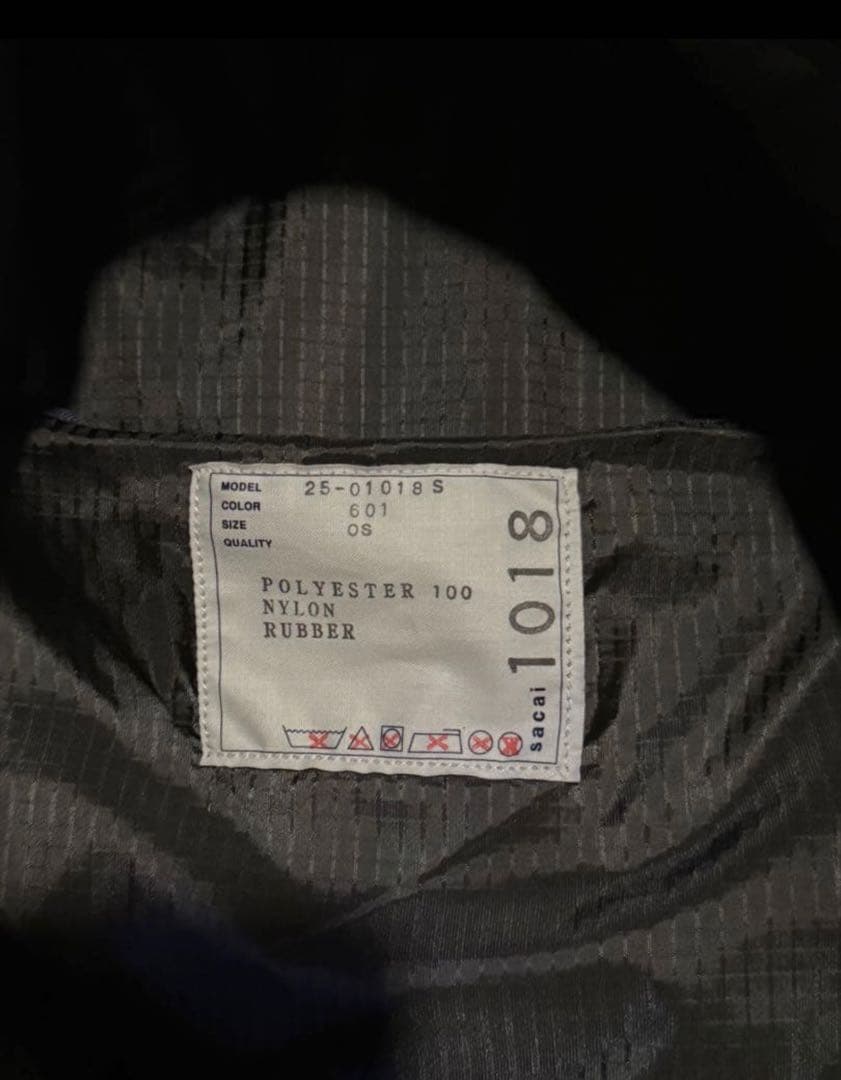 MODEL 25-01018 S
COLOR 601
SIZE OS
QUALITY
POLYESTER 100
NYLON
RUBBER
sacai 1018